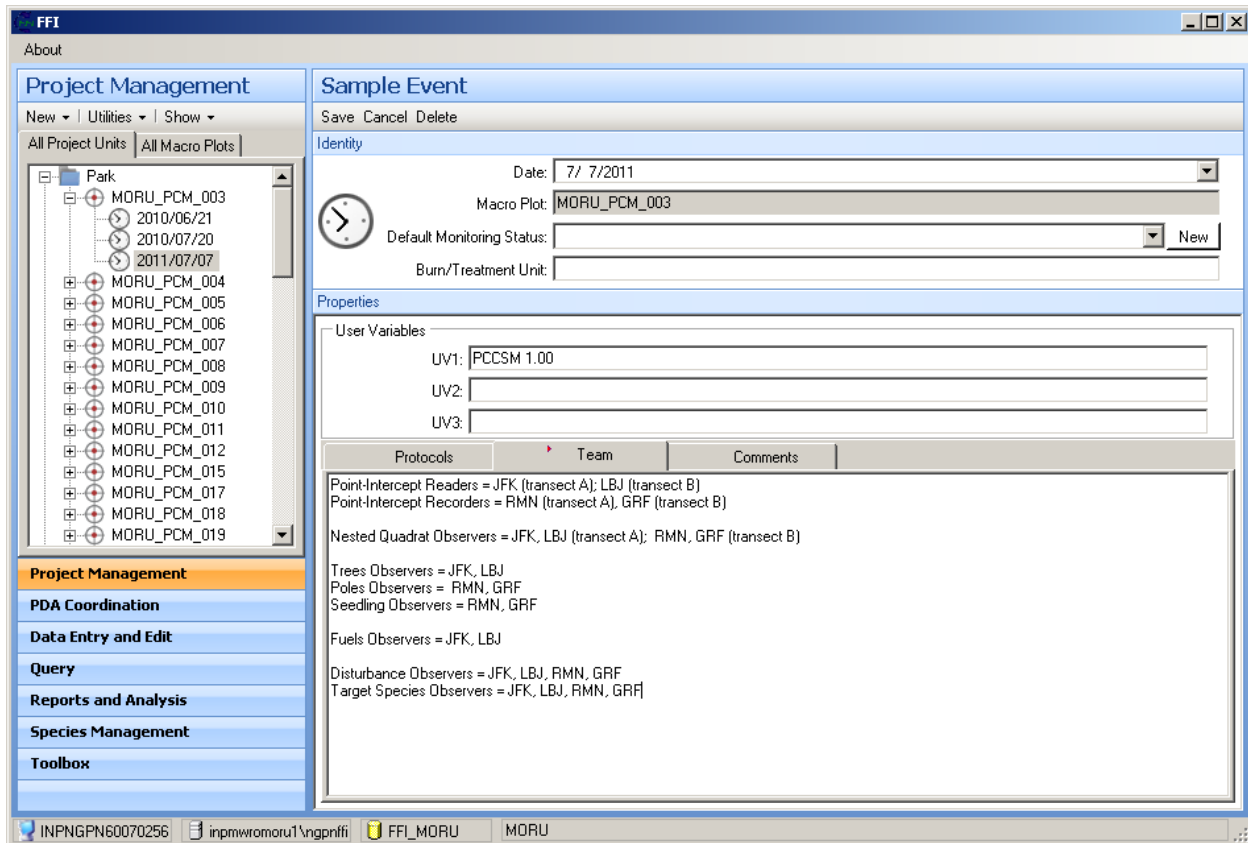 FFI
About
Project Management
New Utilities Show
All Project Units All Macro Plots
Park
MORU_PCM_003
2010/06/21
2010/07/20
2011/07/07
MORU_PCM_004
MORU_PCM_005
MORU_PCM_006
MORU_PCM_007
MORU_PCM_008
MORU_PCM_009
MORU_PCM_010
MORU_PCM_011
MORU_PCM_012
MORU_PCM_015
MORU_PCM_017
MORU_PCM_018
MORU_PCM_019
Project Management
PDA Coordination
Data Entry and Edit
Query
Reports and Analysis
Species Management
Toolbox
Sample Event
Save Cancel Delete
Identity
Date: 7/ 7/2011
Macro Plot: MORU_PCM_003
Default Monitoring Status: New
Burn/Treatment Unit:
Properties
User Variables
UV1: PCCSM 1.00
UV2:
UV3:
Protocols Team Comments
Point-Intercept Readers = JFK (transect A); LBJ (transect B)
Point-Intercept Recorders = RMN (transect A), GRF (transect B)
Nested Quadrat Observers = JFK, LBJ (transect A); RMN, GRF (transect B)
Trees Observers = JFK, LBJ
Poles Observers = RMN, GRF
Seedling Observers = RMN, GRF
Fuels Observers = JFK, LBJ
Disturbance Observers = JFK, LBJ, RMN, GRF
Target Species Observers = JFK, LBJ, RMN, GRF
INPNGPN60070256 inpmwromoru1\ngpnffi FFI_MORU MORU